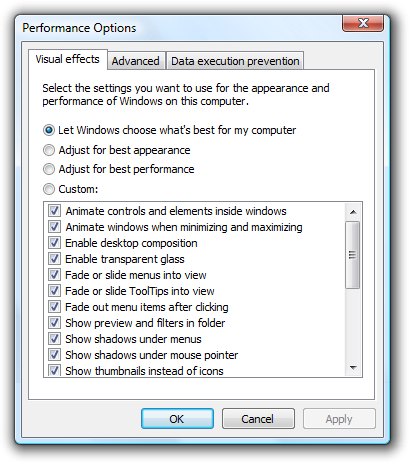 Performance Options
Visual effects
Advanced
Data execution prevention
Select the settings you want to use for the appearance and
performance of Windows on this computer.
Let Windows choose what's best for my computer
Adjust for best appearance
Adjust for best performance
Custom:
Animate controls and elements inside windows
Animate windows when minimizing and maximizing
Enable desktop composition
Enable transparent glass
Fade or slide menus into view
Fade or slide ToolTips into view
Fade out menu items after clicking
Show preview and filters in folder
Show shadows under menus
Show shadows under mouse pointer
Show thumbnails instead of icons
OK
Cancel
Apply